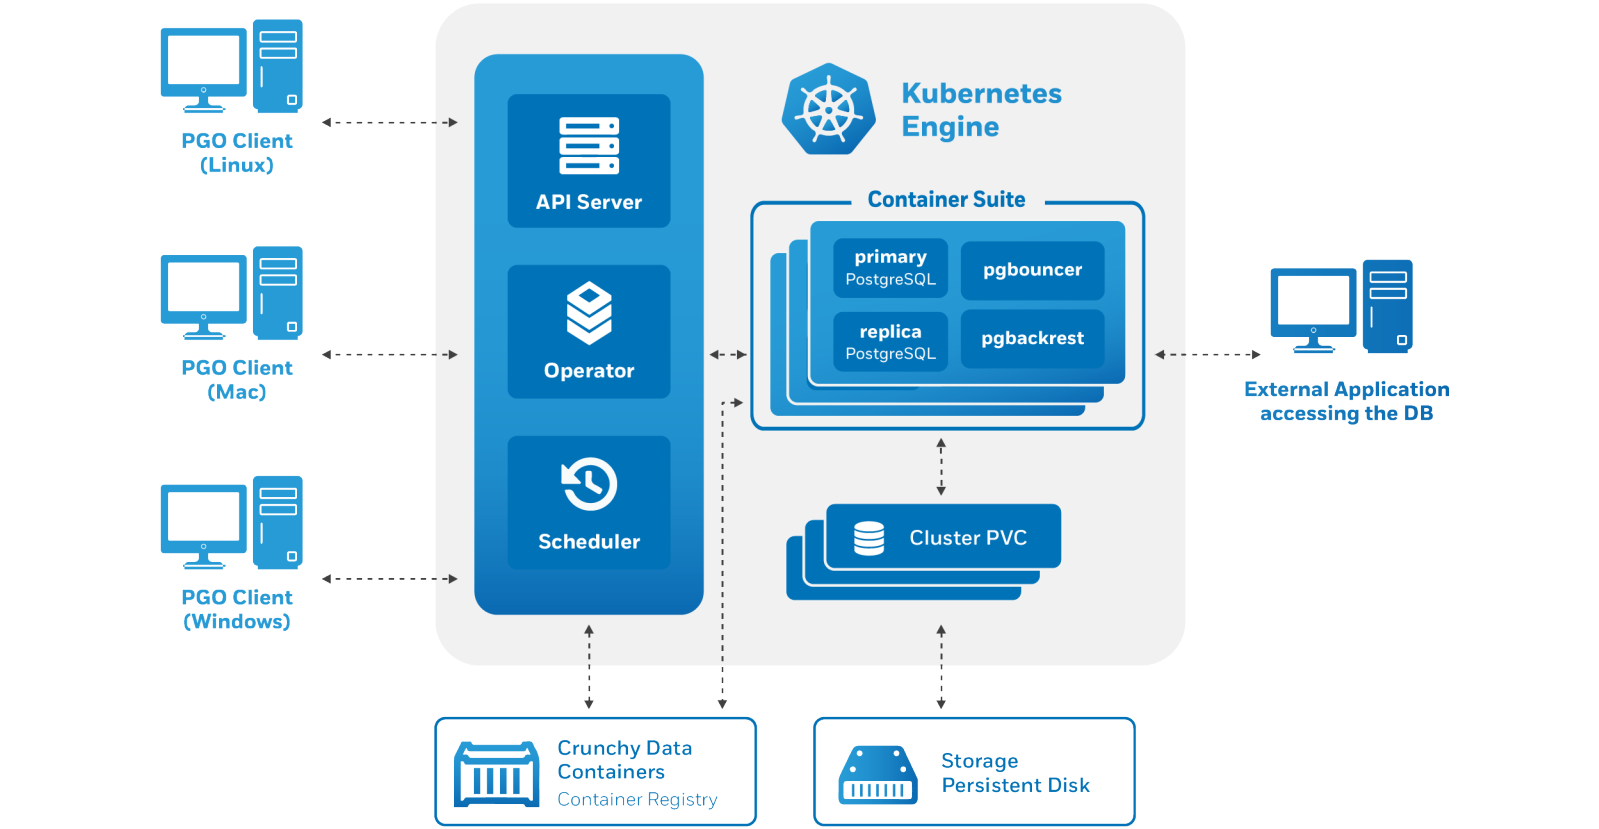 PGO Client
(Linux)
PGO Client
(Mac)
PGO Client
(Windows)
API Server
Operator
Scheduler
Kubernetes
Engine
Container Suite
primary
PostgreSQL
pgbouncer
replica
PostgreSQL
pgbackrest
Cluster PVC
External Application
accessing the DB
Crunchy Data
Containers
Container Registry
Storage
Persistent Disk